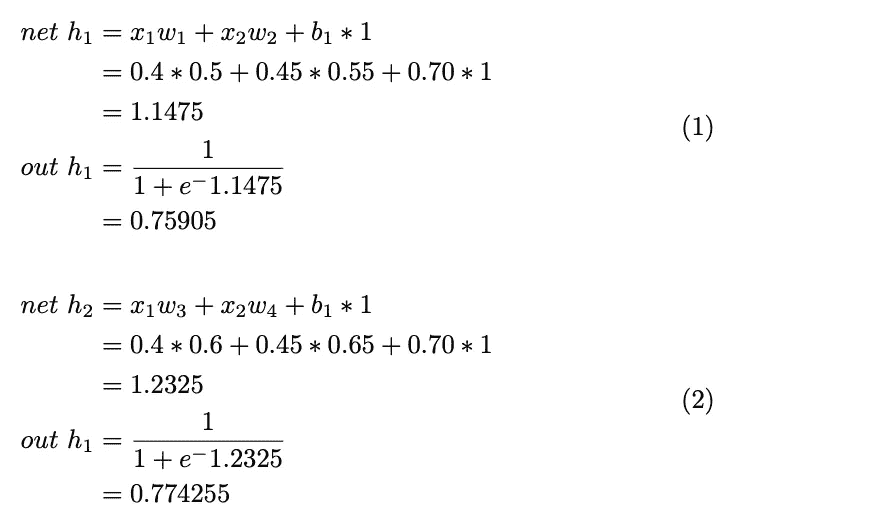 net h₁ = x₁w₁ + x₂w₂ + b₁ * 1
= 0.4 * 0.5 + 0.45 * 0.55 + 0.70 * 1
= 1.1475
(1)
out h₁ = 1 / (1 + e⁻1.1475)
= 0.75905
net h₂ = x₁w₃ + x₂w₄ + b₁ * 1
= 0.4 * 0.6 + 0.45 * 0.65 + 0.70 * 1
= 1.2325
(2)
out h₁ = 1 / (1 + e⁻1.2325)
= 0.774255